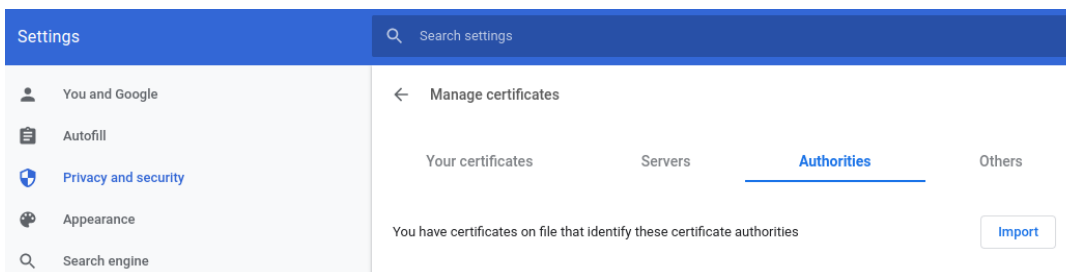 Settings
Search settings
You and Google
Autofill
Privacy and security
Appearance
Search engine
Manage certificates
Your certificates
Servers
Authorities
Others
You have certificates on file that identify these certificate authorities
Import